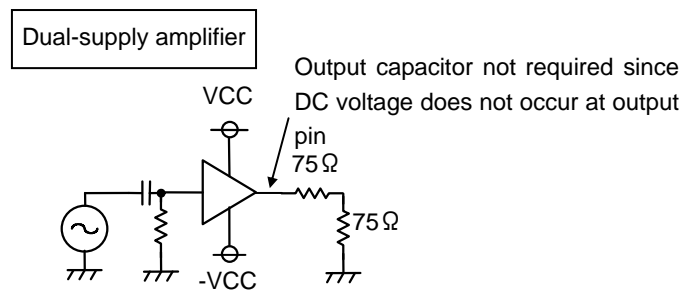 Dual-supply amplifier
Output capacitor not required since
DC voltage does not occur at output
pin
VCC
75Ω
75Ω
-VCC